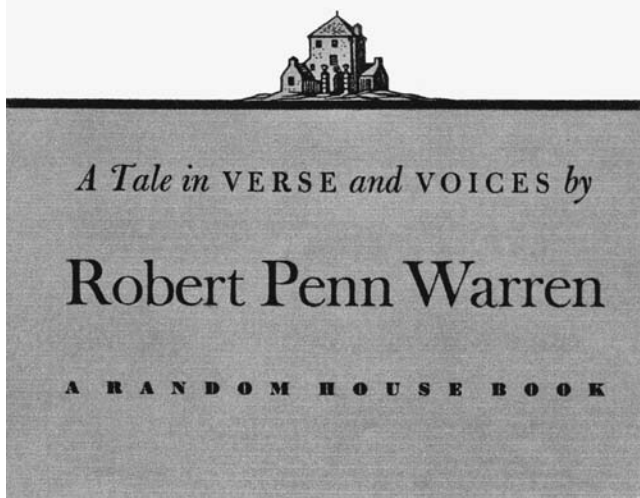 A Tale in VERSE and VOICES by
Robert Penn Warren
A RANDOM HOUSE BOOK